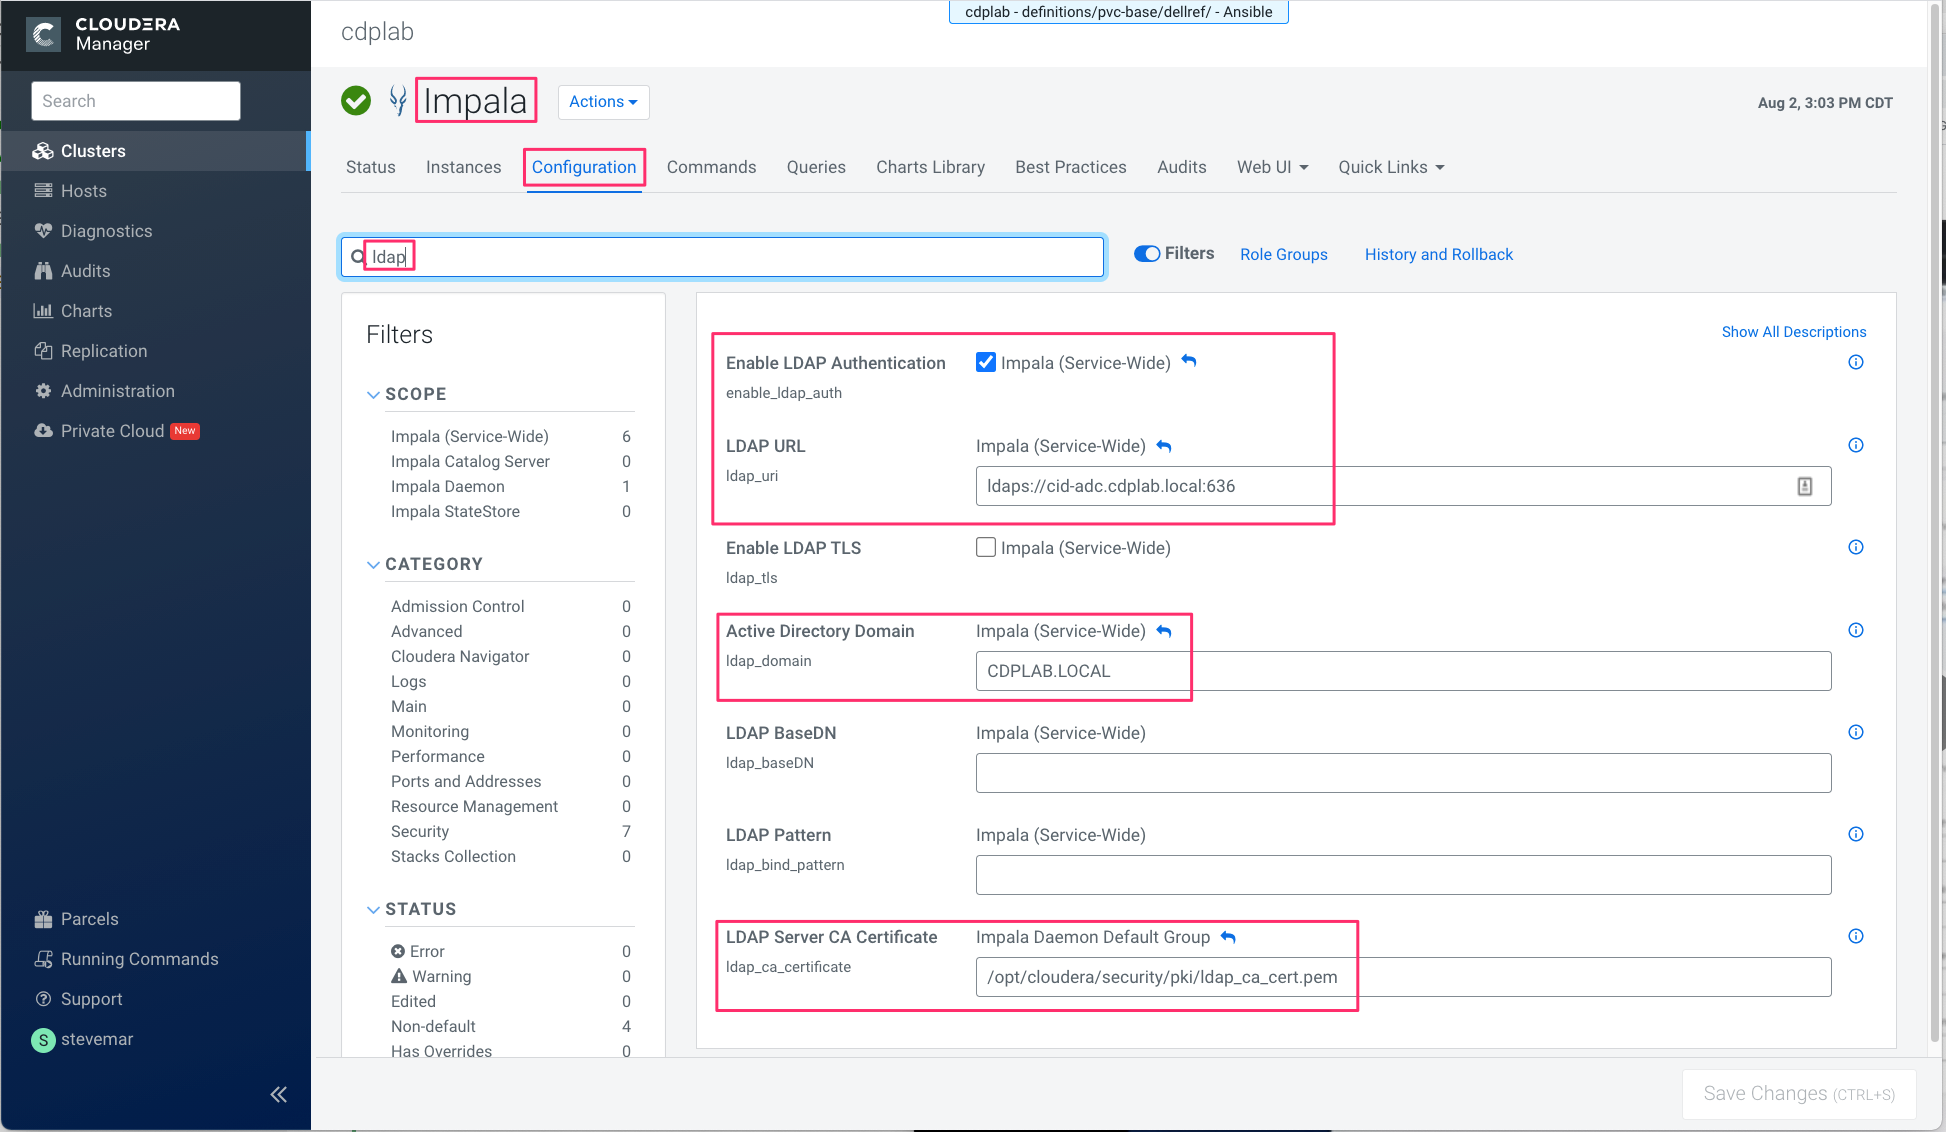 CLOUDERA
Manager
Search
Clusters
Hosts
Diagnostics
Audits
Charts
Replication
Administration
Private Cloud New
Parcels
Running Commands
Support
S stevemar
cdplab
cdplab - definitions/pvc-base/dellref/ - Ansible
Impala
Actions
Aug 2, 3:03 PM CDT
Status Instances Configuration Commands Queries Charts Library Best Practices Audits Web UI Quick Links
ldap
Filters
Role Groups
History and Rollback
Filters
SCOPE
Impala (Service-Wide) 6
Impala Catalog Server 0
Impala Daemon 1
Impala StateStore 0
CATEGORY
Admission Control 0
Advanced 0
Cloudera Navigator 0
Logs 0
Main 0
Monitoring 0
Performance 0
Ports and Addresses 0
Resource Management 0
Security 7
Stacks Collection 0
STATUS
Error 0
Warning 0
Edited 0
Non-default 4
Has Overrides 0
Show All Descriptions
Enable LDAP Authentication
enable_ldap_auth
Impala (Service-Wide)
LDAP URL
ldap_uri
Impala (Service-Wide)
ldaps://cid-adc.cdplab.local:636
Enable LDAP TLS
ldap_tls
Impala (Service-Wide)
Active Directory Domain
ldap_domain
Impala (Service-Wide)
CDPLAB.LOCAL
LDAP BaseDN
ldap_baseDN
Impala (Service-Wide)
LDAP Pattern
ldap_bind_pattern
Impala (Service-Wide)
LDAP Server CA Certificate
ldap_ca_certificate
Impala Daemon Default Group
/opt/cloudera/security/pki/ldap_ca_cert.pem
Save Changes (CTRL+S)